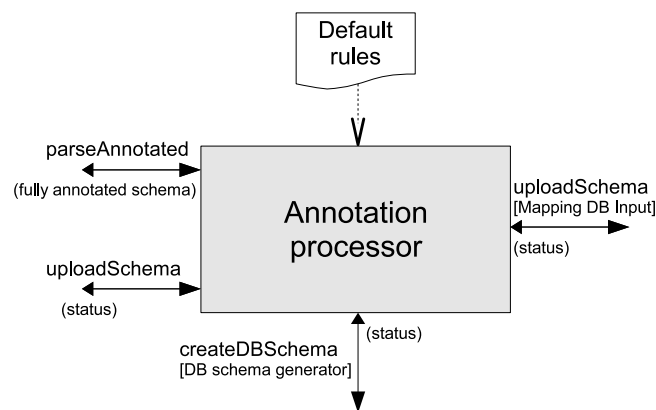 Default
rules
parseAnnotated
(fully annotated schema)
Annotation
processor
uploadSchema
[Mapping DB Input]
(status)
uploadSchema
(status)
(status)
createDBSchema
[DB schema generator]